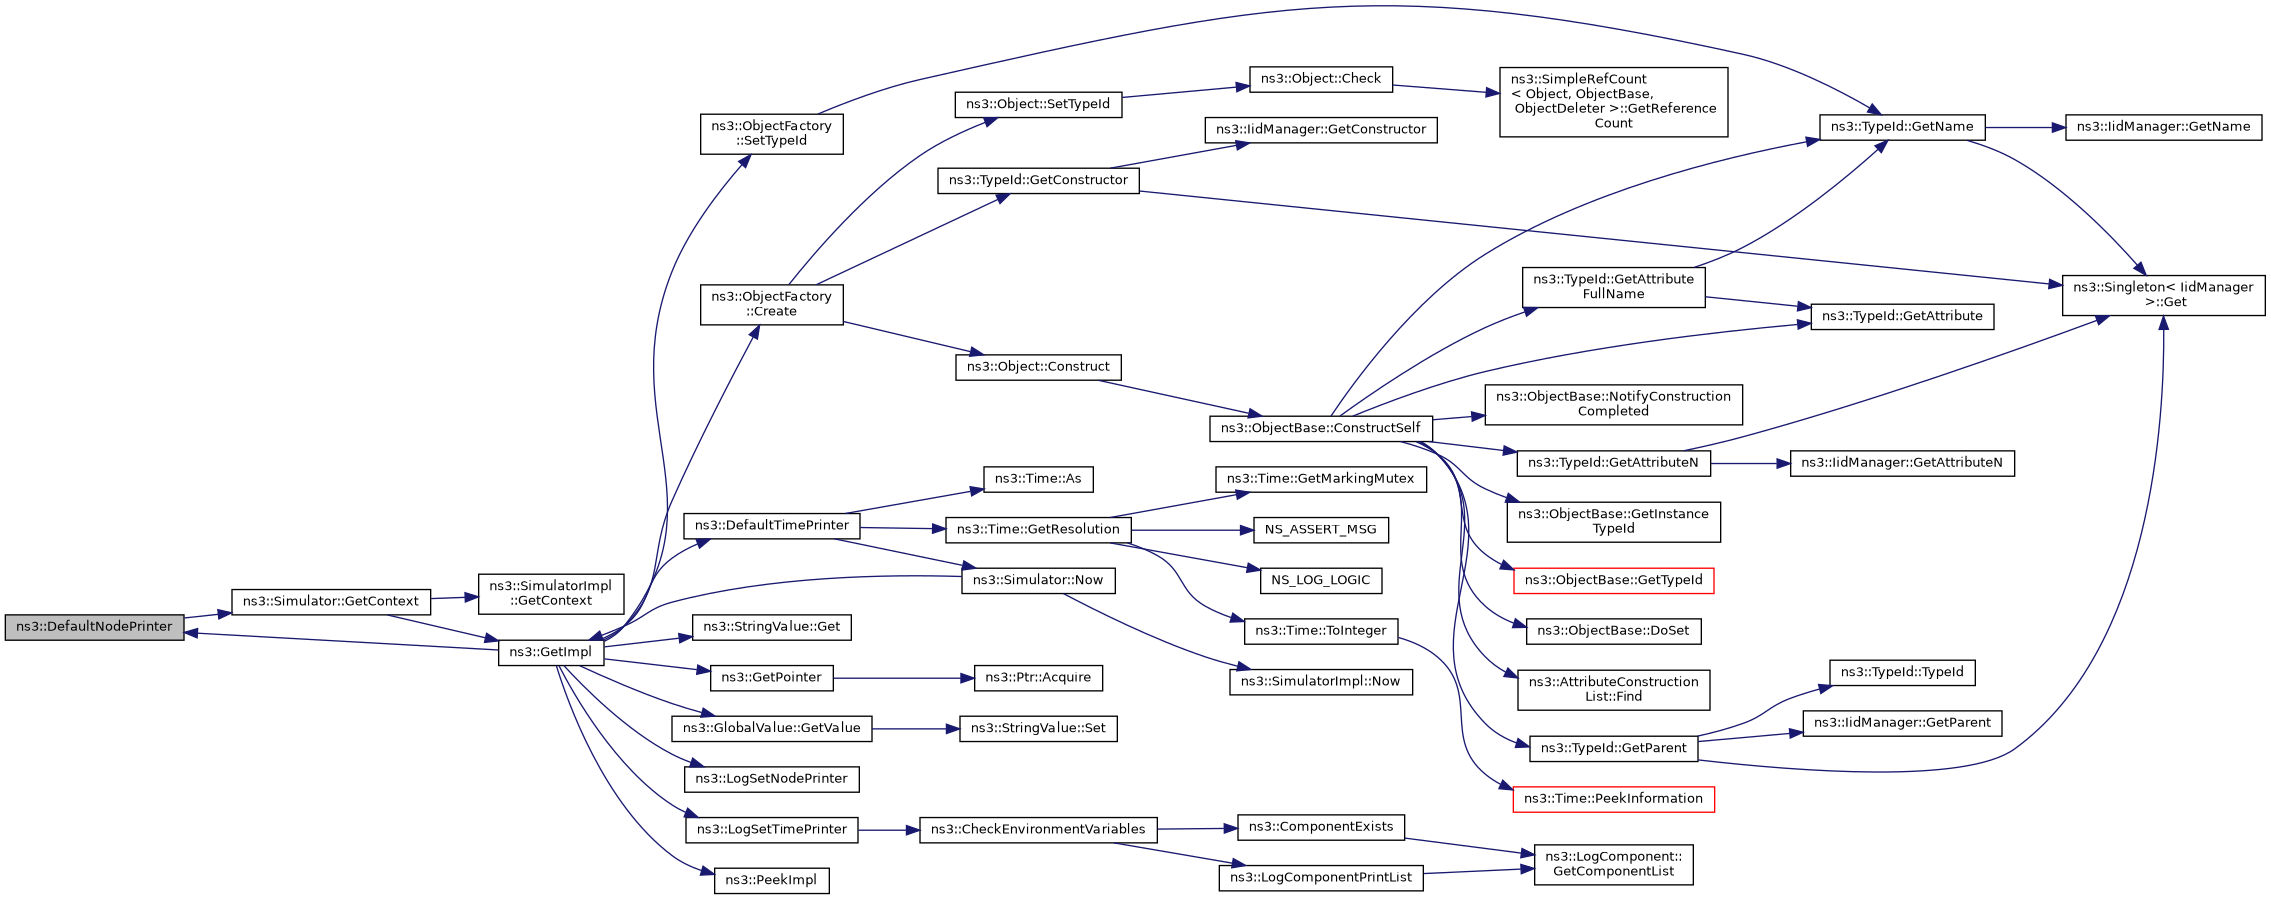 ns3::DefaultNodePrinter
ns3::Simulator::GetContext
ns3::SimulatorImpl
::GetContext
ns3::GetImpl
ns3::ObjectFactory
::SetTypeId
ns3::ObjectFactory
::Create
ns3::DefaultTimePrinter
ns3::StringValue::Get
ns3::GetPointer
ns3::GlobalValue::GetValue
ns3::LogSetNodePrinter
ns3::LogSetTimePrinter
ns3::PeekImpl
ns3::Object::SetTypeId
ns3::TypeId::GetConstructor
ns3::Object::Construct
ns3::Time::As
ns3::Time::GetResolution
ns3::Simulator::Now
ns3::Ptr::Acquire
ns3::StringValue::Set
ns3::CheckEnvironmentVariables
ns3::Object::Check
ns3::IidManager::GetConstructor
ns3::ObjectBase::ConstructSelf
ns3::Time::GetMarkingMutex
NS_ASSERT_MSG
NS_LOG_LOGIC
ns3::Time::ToInteger
ns3::SimulatorImpl::Now
ns3::ComponentExists
ns3::LogComponentPrintList
ns3::SimpleRefCount
< Object, ObjectBase,
ObjectDeleter >::GetReference
Count
ns3::TypeId::GetAttribute
FullName
ns3::ObjectBase::NotifyConstruction
Completed
ns3::TypeId::GetAttributeN
ns3::ObjectBase::GetInstance
TypeId
ns3::ObjectBase::GetTypeId
ns3::ObjectBase::DoSet
ns3::AttributeConstruction
List::Find
ns3::TypeId::GetParent
ns3::Time::PeekInformation
ns3::LogComponent::
GetComponentList
ns3::TypeId::GetName
ns3::TypeId::GetAttribute
ns3::IidManager::GetAttributeN
ns3::TypeId::TypeId
ns3::IidManager::GetParent
ns3::IidManager::GetName
ns3::Singleton< IidManager
>::Get